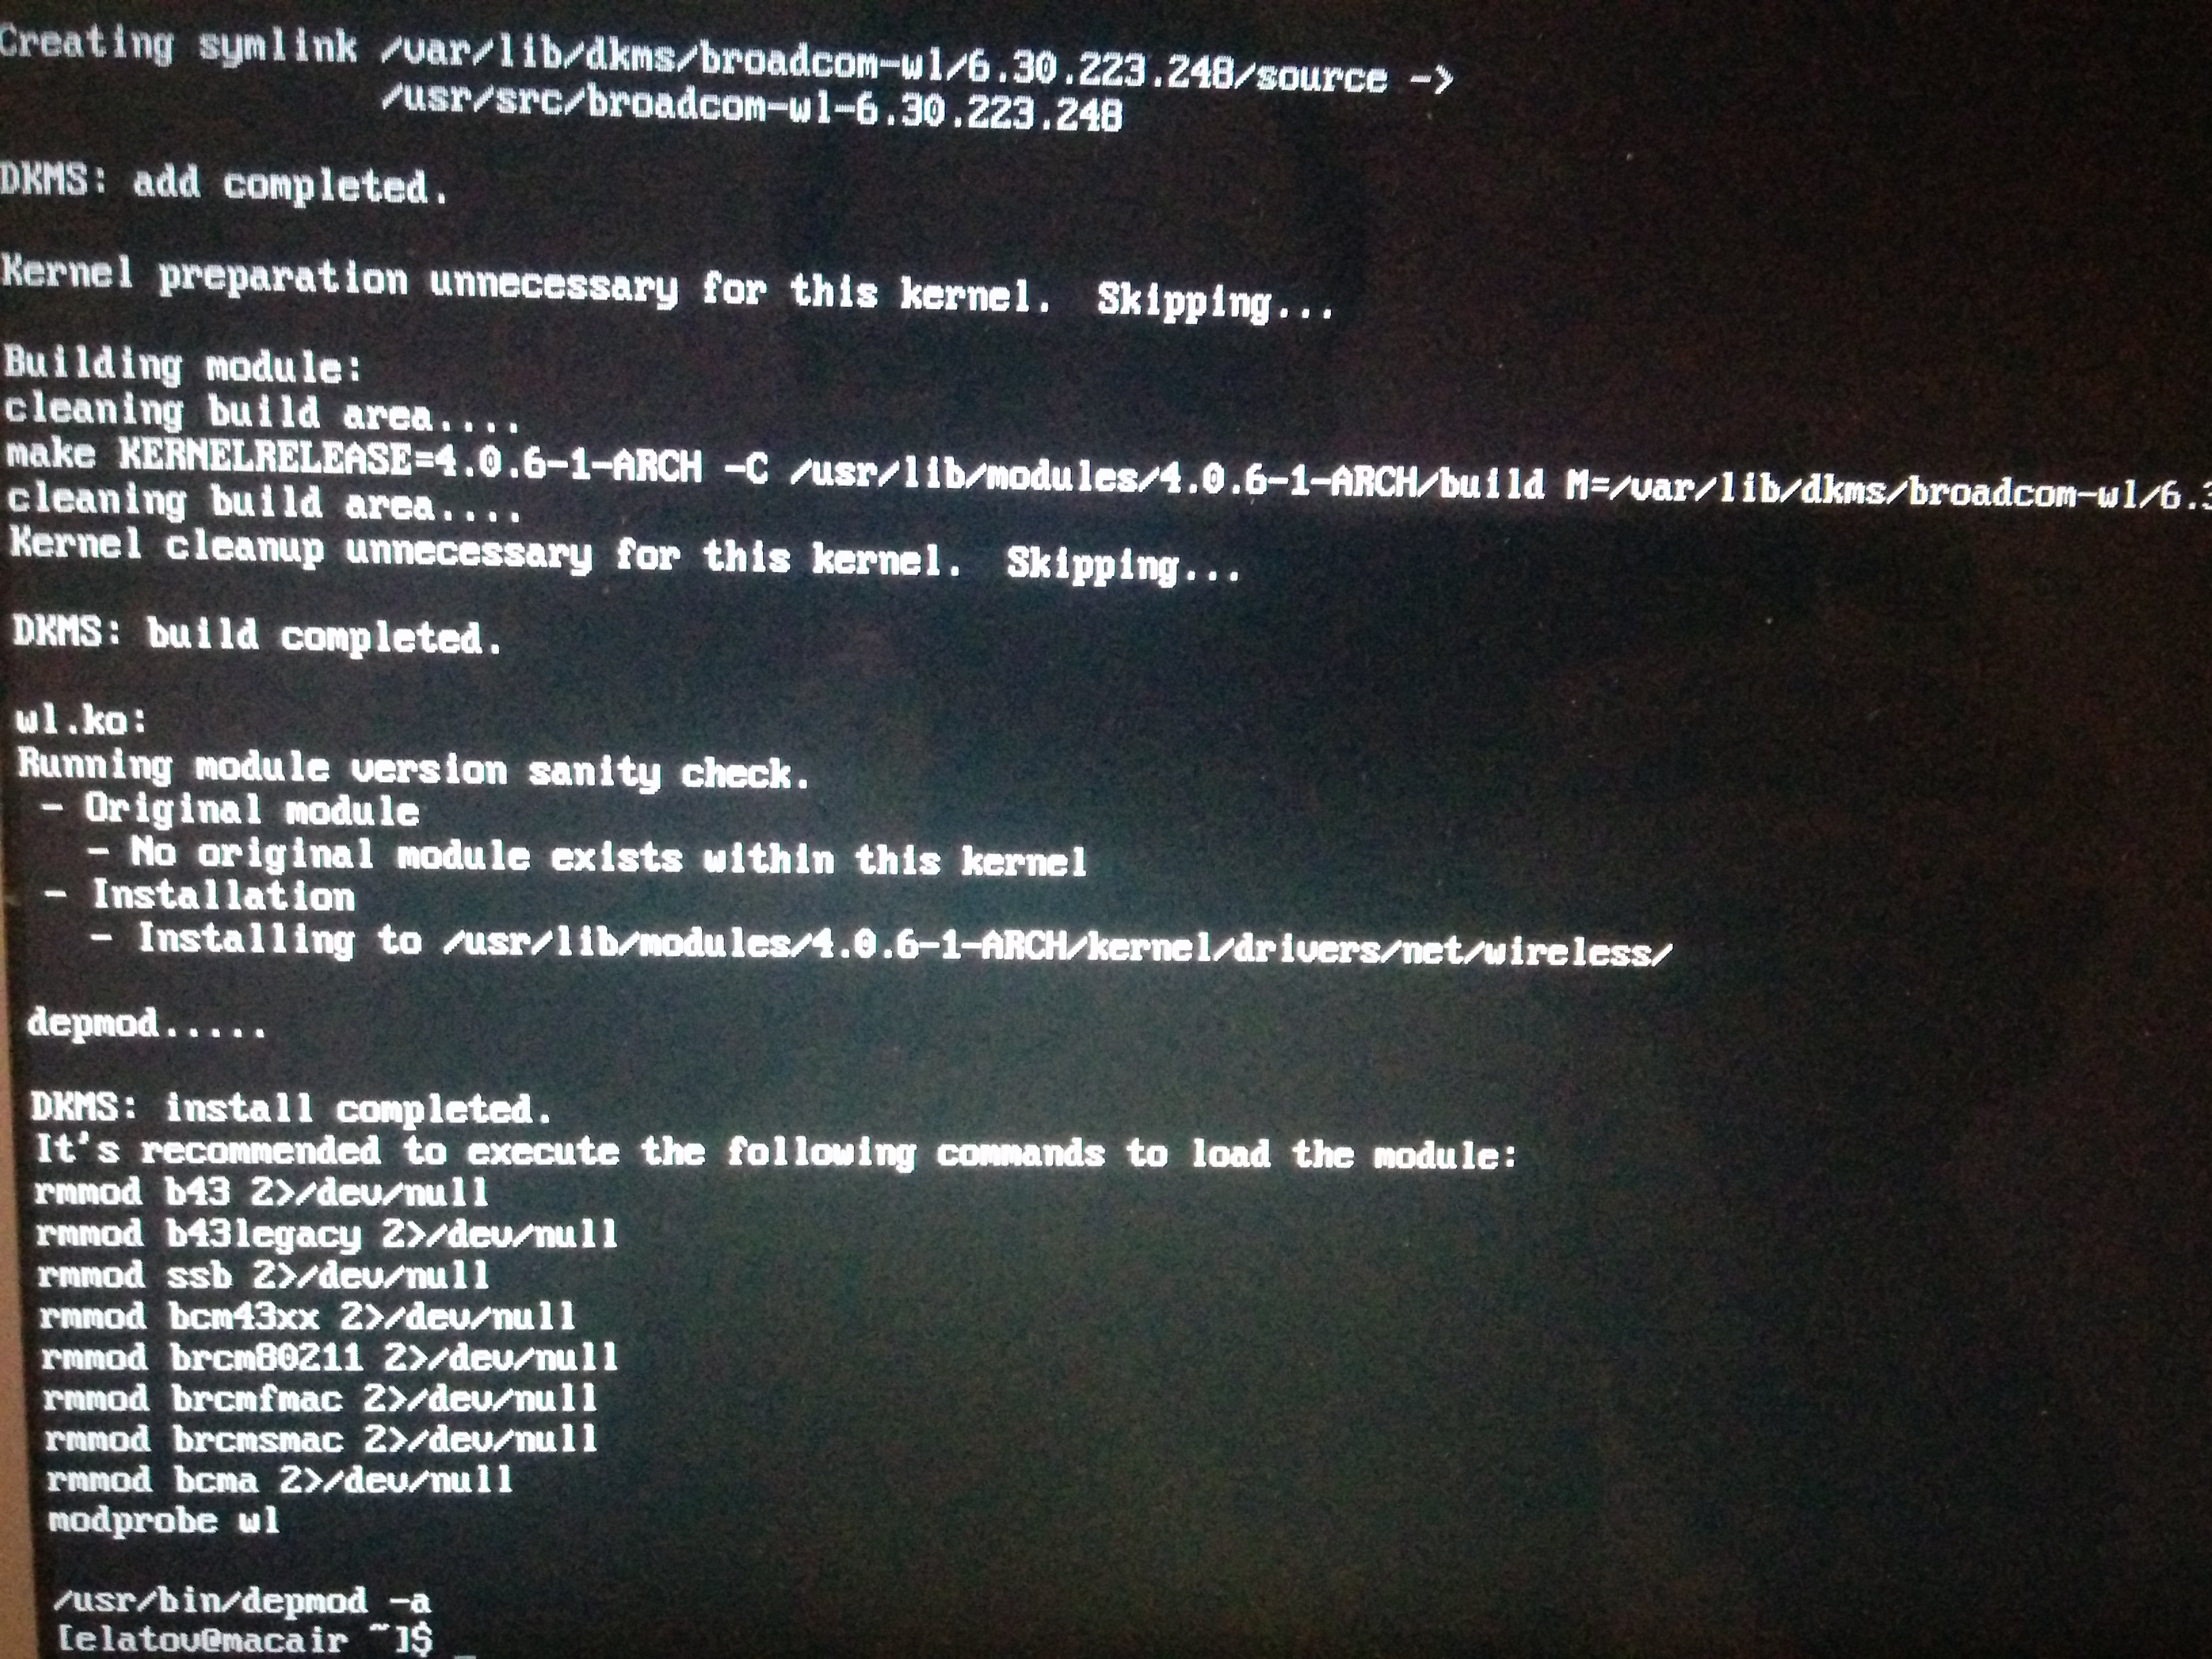 Creating symlink /var/lib/dkms/broadcom-wl/6.30.223.248/source ->
/usr/src/broadcom-wl-6.30.223.248
DKMS: add completed.
Kernel preparation unnecessary for this kernel.  Skipping...
Building module:
cleaning build area....
make KERNELRELEASE=4.0.6-1-ARCH -C /usr/lib/modules/4.0.6-1-ARCH/build M=/var/lib/dkms/broadcom-wl/6.3
cleaning build area....
Kernel cleanup unnecessary for this kernel.  Skipping...
DKMS: build completed.
wl.ko:
Running module version sanity check.
 - Original module
   - No original module exists within this kernel
 - Installation
   - Installing to /usr/lib/modules/4.0.6-1-ARCH/kernel/drivers/net/wireless/
depmod.....
DKMS: install completed.
It's recommended to execute the following commands to load the module:
rmmod b43 2>/dev/null
rmmod b43legacy 2>/dev/null
rmmod ssb 2>/dev/null
rmmod bcm43xx 2>/dev/null
rmmod brcm80211 2>/dev/null
rmmod brcmfmac 2>/dev/null
rmmod brcmsmac 2>/dev/null
rmmod bcma 2>/dev/null
modprobe wl
/usr/bin/depmod -a
[elatov@macair ~]$ _